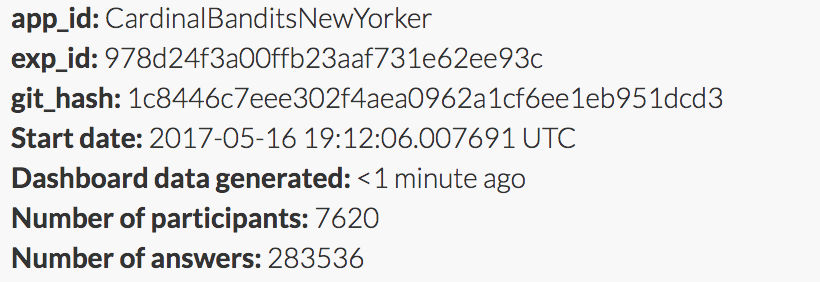 app_id: CardinalBanditsNewYorker
exp_id: 978d24f3a00ffb23aaf731e62ee93c
git_hash: 1c8446c7eee302f4aea0962a1cf6ee1eb951dcd3
Start date: 2017-05-16 19:12:06.007691 UTC
Dashboard data generated: <1 minute ago
Number of participants: 7620
Number of answers: 283536